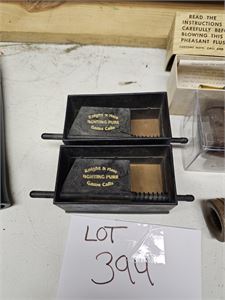 READ THE
INSTRUCTIONS
CAREFULLY BEFORE
BLOWING THIS
PHEASANT FLUSH
Knight & Hale
FIGHTING PURR
Game Calls
Knight & Hale
FIGHTING PURR
Game Calls
LOT
394